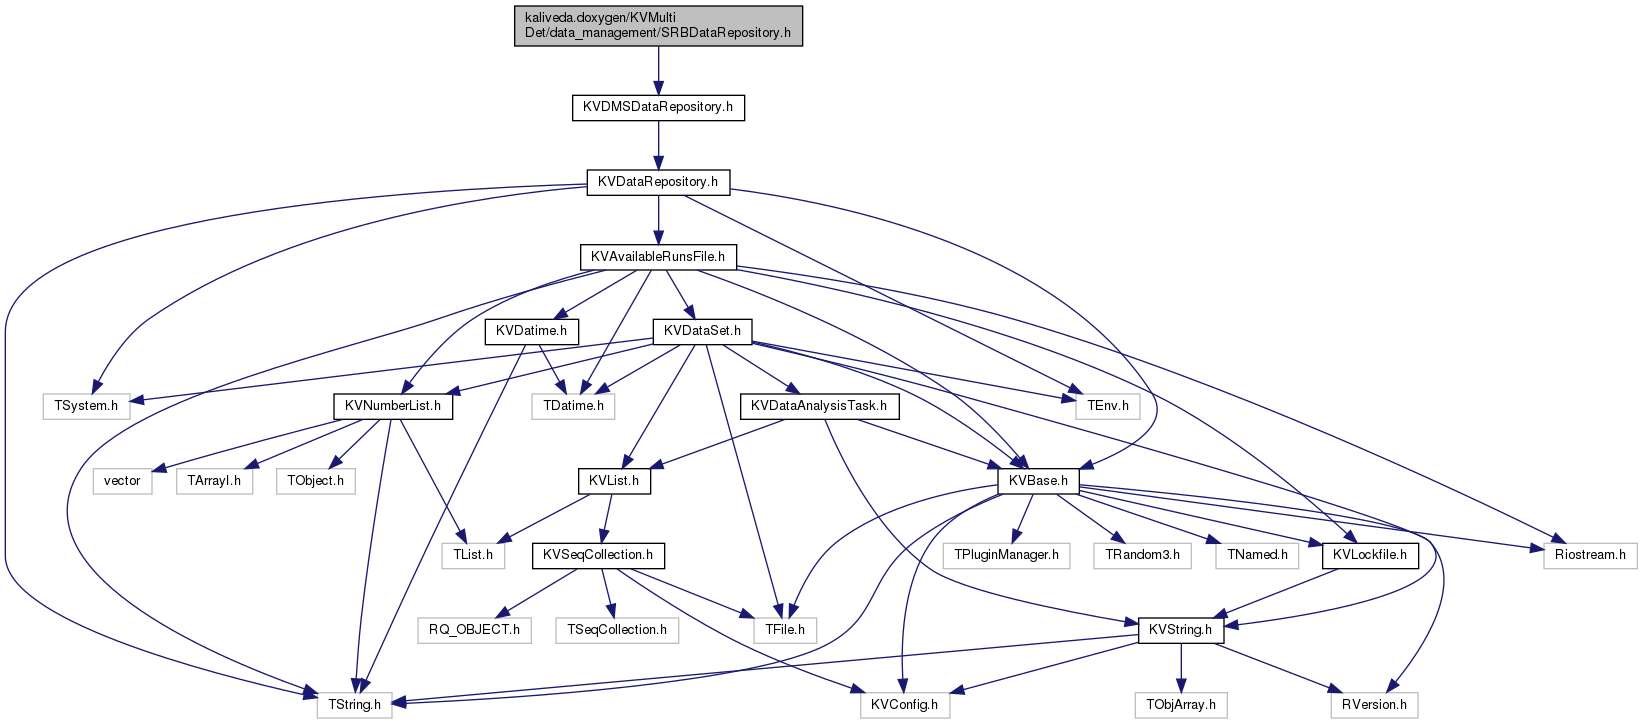 kaliveda.doxygen/KVMulti
Det/data_management/SRBDataRepository.h
KVDMSDataRepository.h
KVDataRepository.h
KVAvailableRunsFile.h
KVDatime.h
KVDataSet.h
TSystem.h
KVNumberList.h
TDatime.h
KVDataAnalysisTask.h
TEnv.h
vector
TArrayI.h
TObject.h
KVList.h
KVBase.h
TList.h
KVSeqCollection.h
TPluginManager.h
TRandom3.h
TNamed.h
KVLockfile.h
Riostream.h
RQ_OBJECT.h
TSeqCollection.h
TFile.h
KVString.h
TString.h
KVConfig.h
TObjArray.h
RVersion.h